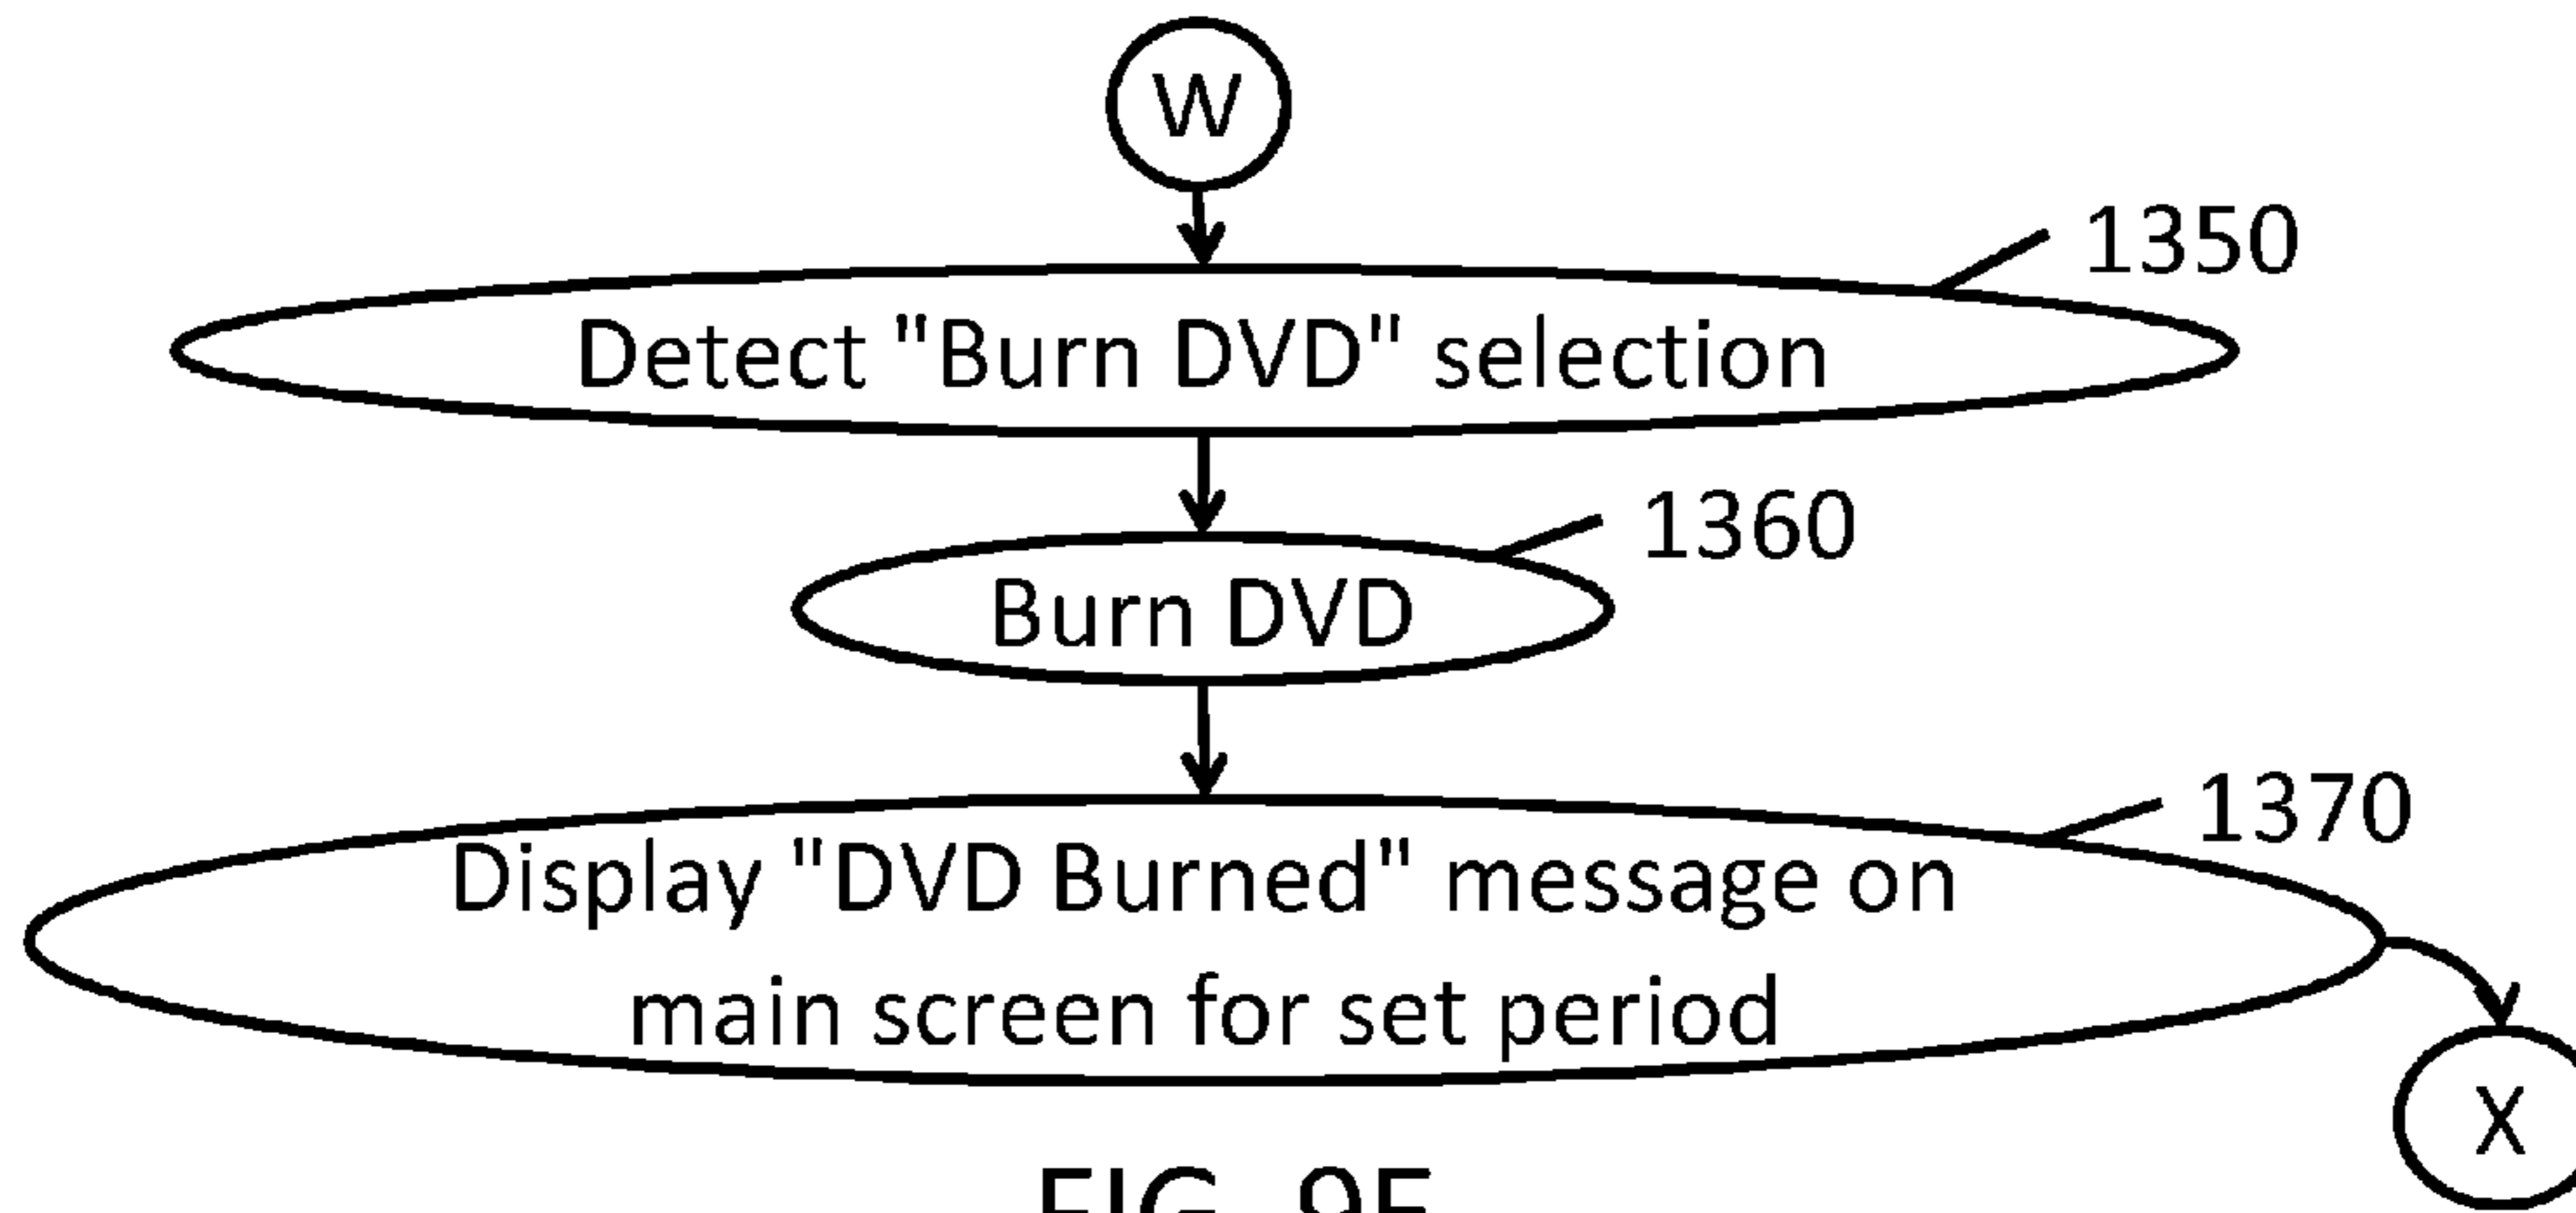 W
1350
Detect "Burn DVD" selection
1360
Burn DVD
1370
Display "DVD Burned" message on
main screen for set period
X
FIG.